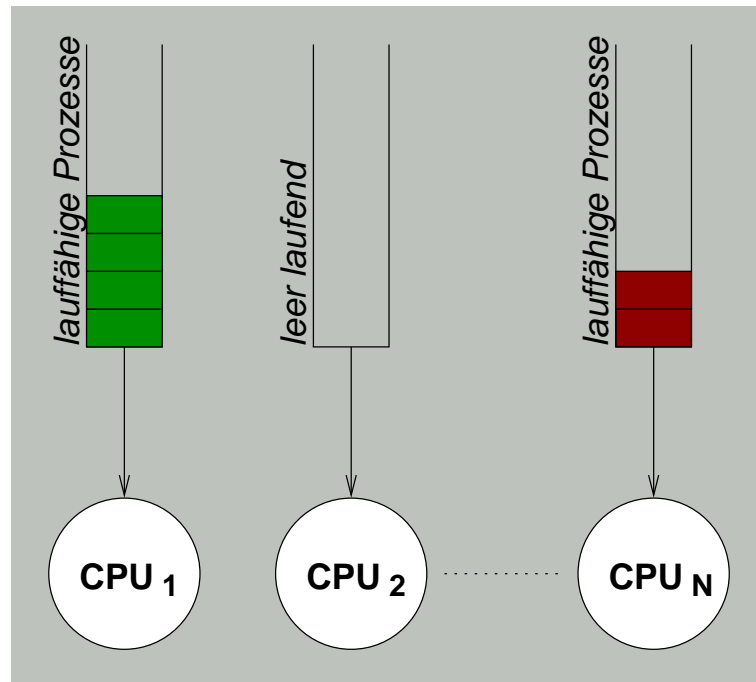 lauffähige Prozesse
leer laufend
lauffähige Prozesse
CPU 1
CPU 2
CPU N